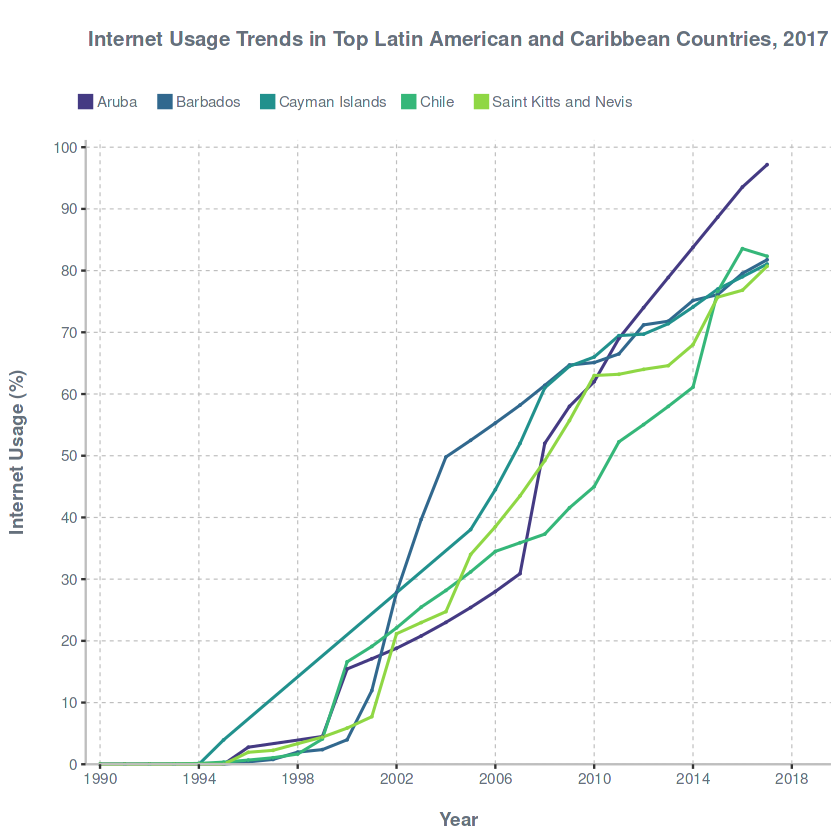 Internet Usage Trends in Top Latin American and Caribbean Countries, 2017
Aruba Barbados Cayman Islands Chile Saint Kitts and Nevis
100
90
80
70
60
50
40
30
20
10
0
1990 1994 1998 2002 2006 2010 2014 2018
Internet Usage (%)
Year